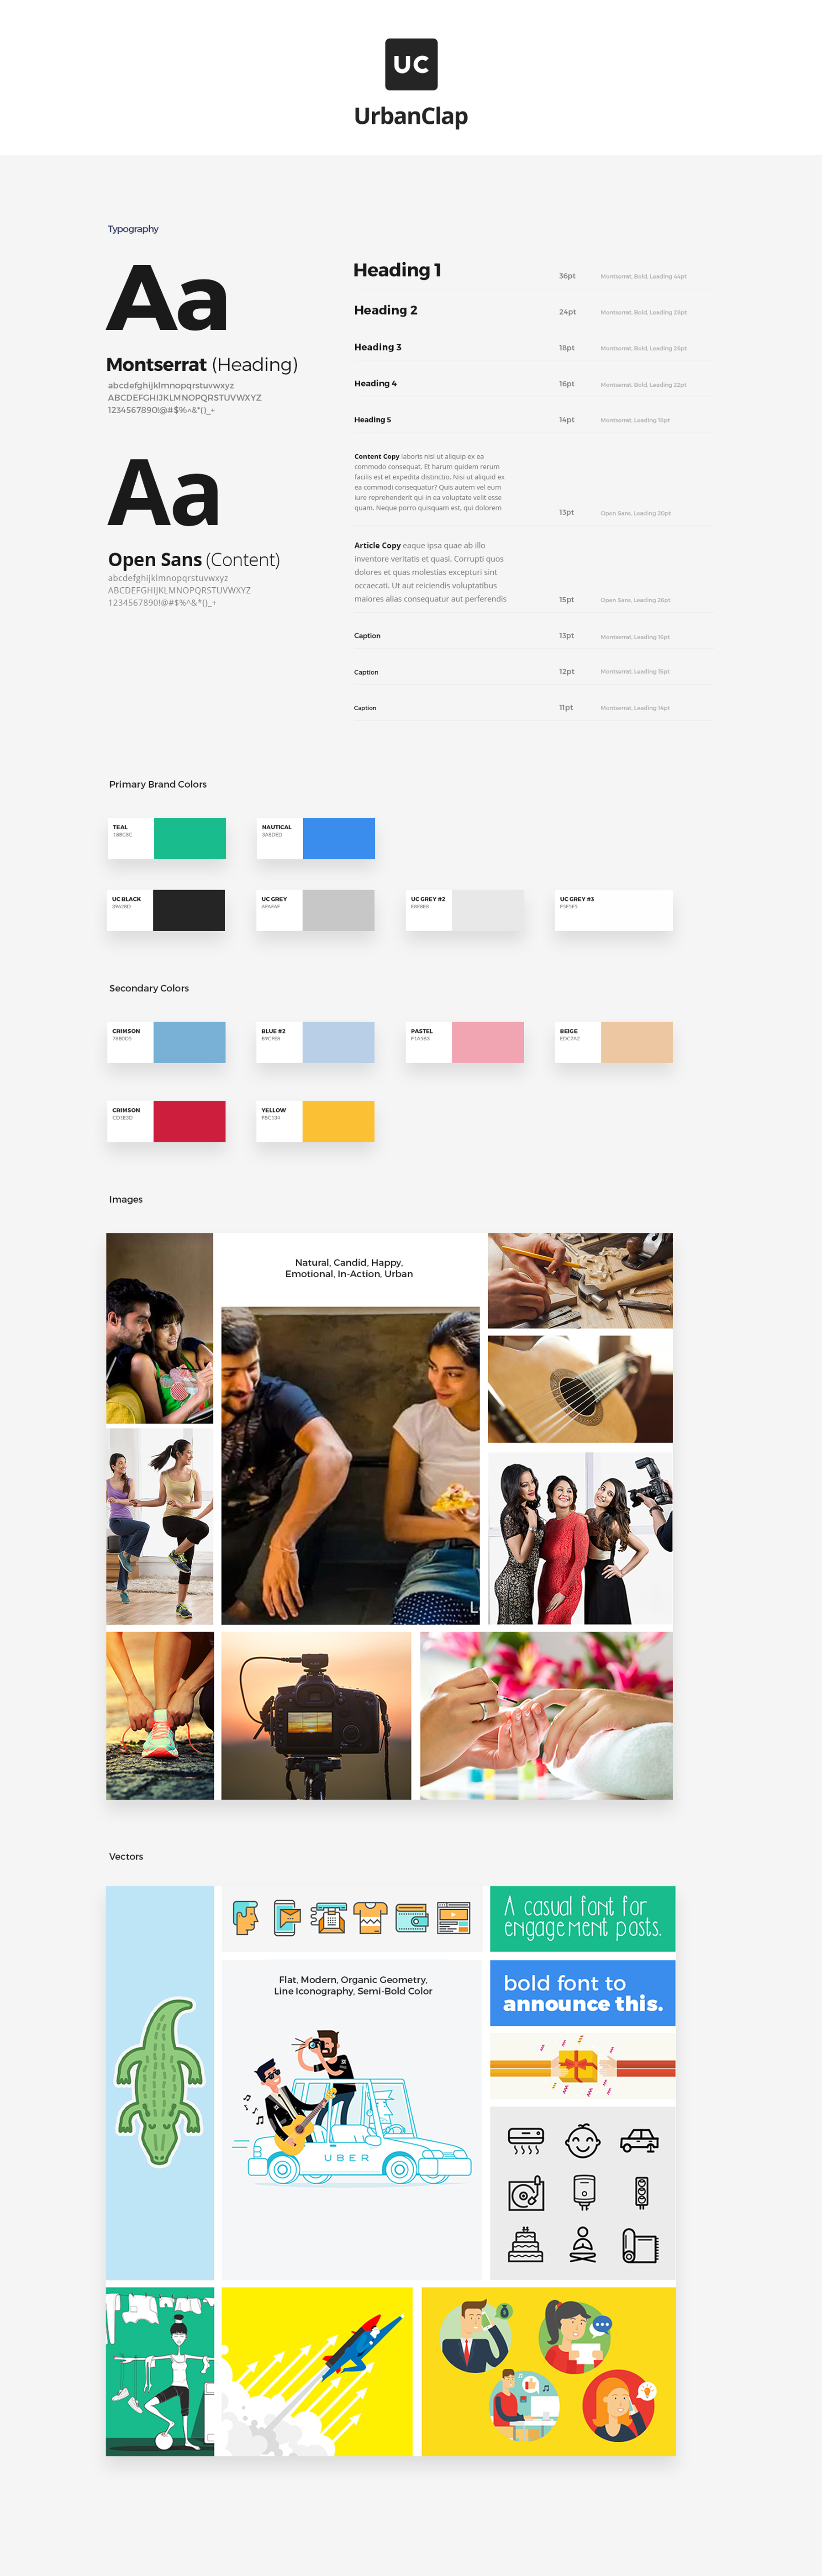 UC
UrbanClap
Typography
Aa
Montserrat (Heading)
abcdefghijklmnopqrstuvwxyz
ABCDEFGHIJKLMNOPQRSTUVWXYZ
1234567890!@#$%^&*()_+
Aa
Open Sans (Content)
abcdefghijklmnopqrstuvwxyz
ABCDEFGHIJKLMNOPQRSTUVWXYZ
1234567890!@#$%^&*()_+
Heading 1 36pt Montserrat, Bold, Leading 44pt
Heading 2 24pt Montserrat, Bold, Leading 28pt
Heading 3 18pt Montserrat, Bold, Leading 26pt
Heading 4 16pt Montserrat, Bold, Leading 22pt
Heading 5 14pt Montserrat, Leading 18pt
Content Copy laboris nisi ut aliquip ex ea
commodo consequat. Et harum quidem rerum
facilis est et expedita distinctio. Nisi ut aliquid ex
ea commodi consequatur? Quis autem vel eum
iure reprehenderit qui in ea voluptate velit esse
quam. Neque porro quisquam est, qui dolorem
13pt Open Sans, Leading 20pt
Article Copy eaque ipsa quae ab illo
inventore veritatis et quasi. Corrupti quos
dolores et quas molestias excepturi sint
occaecati. Ut aut reiciendis voluptatibus
maiores alias consequatur aut perferendis
15pt Open Sans, Leading 26pt
Caption 13pt Montserrat, Leading 16pt
Caption 12pt Montserrat, Leading 15pt
Caption 11pt Montserrat, Leading 14pt
Primary Brand Colors
TEAL
1BBC8C
NAUTICAL
3A8DED
UC BLACK
39628D
UC GREY
AFAFAF
UC GREY #2
E8E8E8
UC GREY #3
F5F5F5
Secondary Colors
CRIMSON
78B0D5
BLUE #2
B9CFE8
PASTEL
F1A5B3
BEIGE
EDC7A2
CRIMSON
CD1E3D
YELLOW
FBC134
Images
Natural, Candid, Happy,
Emotional, In-Action, Urban
Vectors
A casual font for
engagement posts.
Flat, Modern, Organic Geometry,
Line Iconography, Semi-Bold Color
bold font to
announce this.
UBER